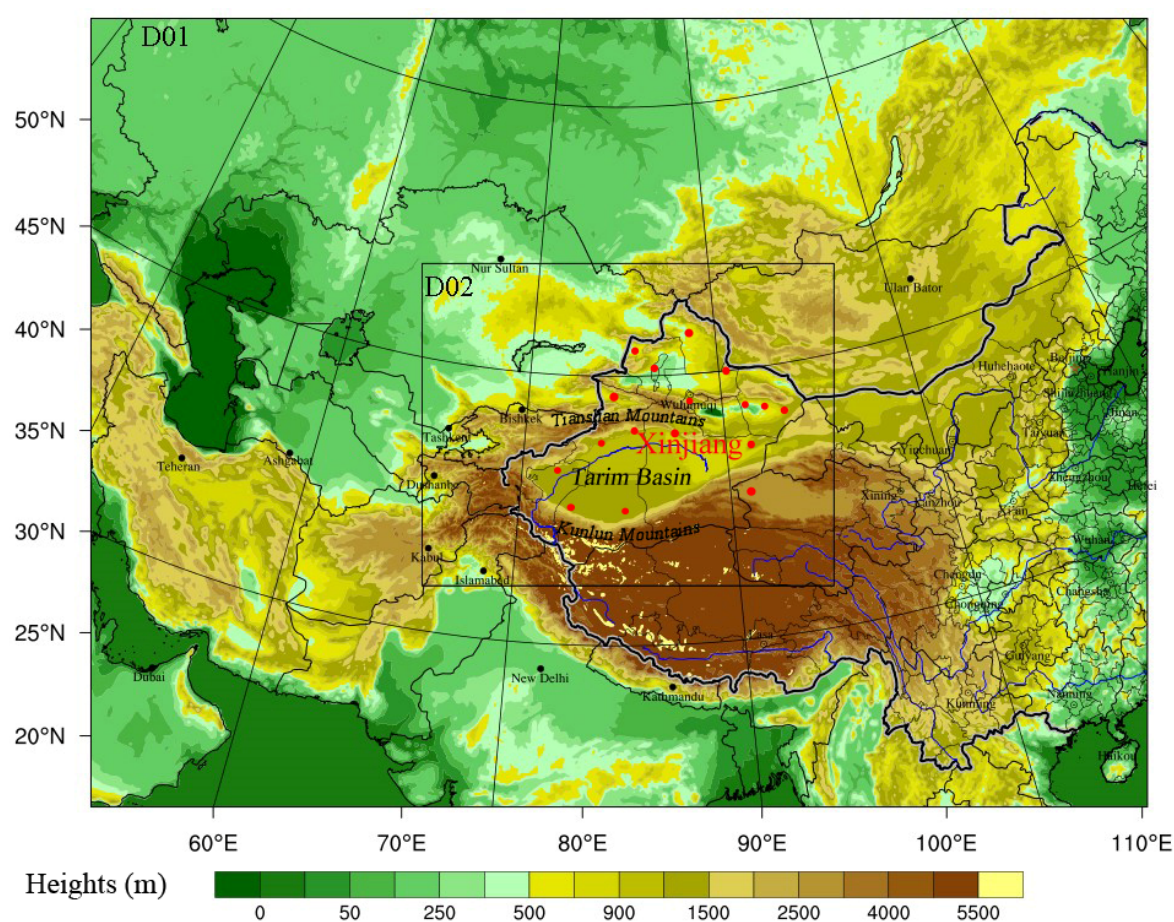 D01
50°N
45°N
Nur Sultan
Ulan Bator
D02
40°N
Huhehaote
Beijing
Tianjin
Shijiazhuang
Bishkek
Wulumuqi
Tianshan Mountains
Jinan
35°N
Tashkent
Xinjiang
Taiyuan
Yinchuan
Teheran
Ashgabat
Dushanbe
Tarim Basin
Zhengzhou
Hefei
Xining
Lanzhou
Xi'an
30°N
Kunlun Mountains
Wuhan
Kabul
Islamabad
Chengdu
Changsha
Chongqing
25°N
Guiyang
Dubai
New Delhi
Kathmandu
Nanning
Kunming
20°N
Haikou
60°E
70°E
80°E
90°E
100°E
110°E
Heights (m)
0 50 250 500 900 1500 2500 4000 5500